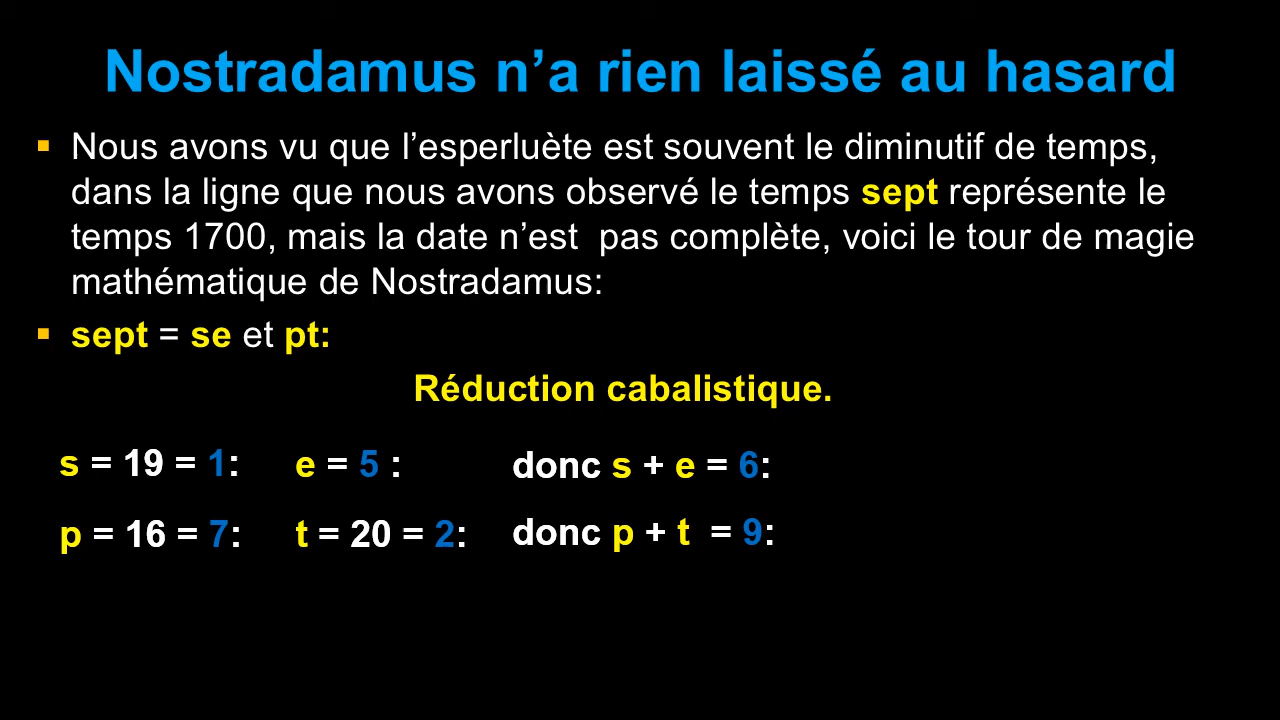 Nostradamus n’a rien laissé au hasard
▪ Nous avons vu que l’esperluète est souvent le diminutif de temps,
dans la ligne que nous avons observé le temps sept représente le
temps 1700, mais la date n’est pas complète, voici le tour de magie
mathématique de Nostradamus:
▪ sept = se et pt:
Réduction cabalistique.
s = 19 = 1: e = 5 : donc s + e = 6:
p = 16 = 7: t = 20 = 2: donc p + t = 9: